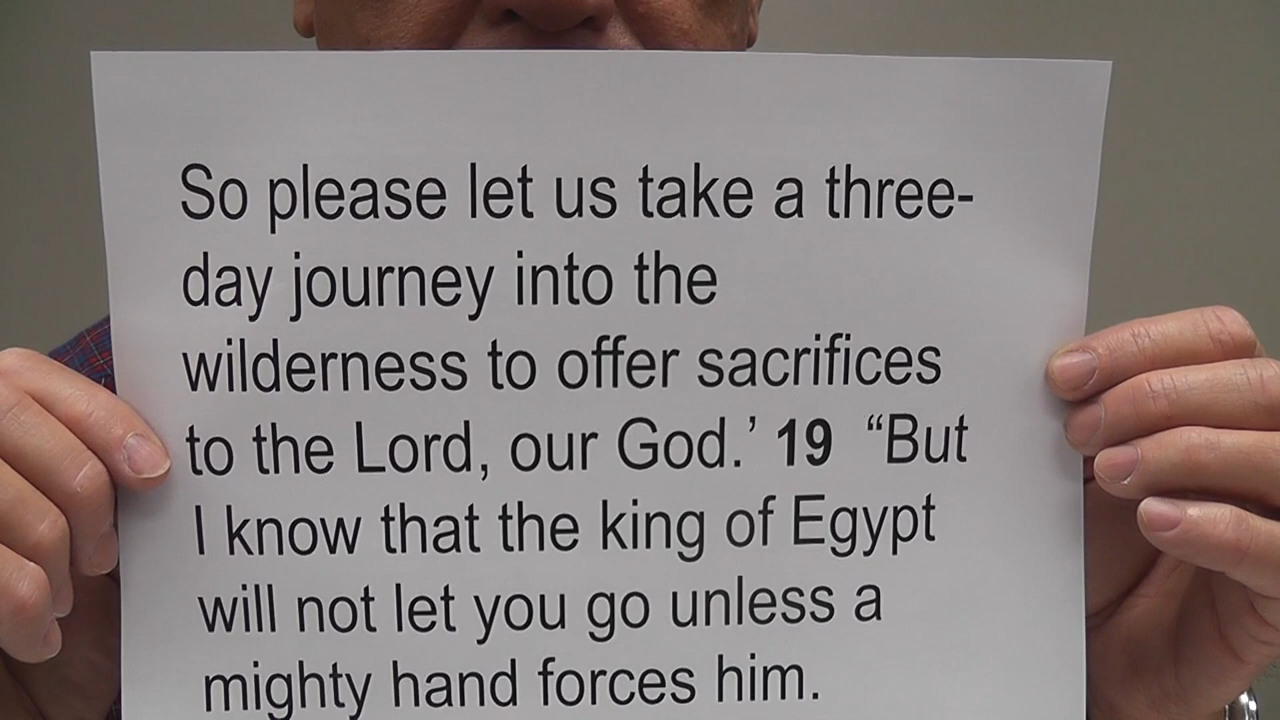 So please let us take a three-
day journey into the
wilderness to offer sacrifices
to the Lord, our God.’ 19 “But
I know that the king of Egypt
will not let you go unless a
mighty hand forces him.